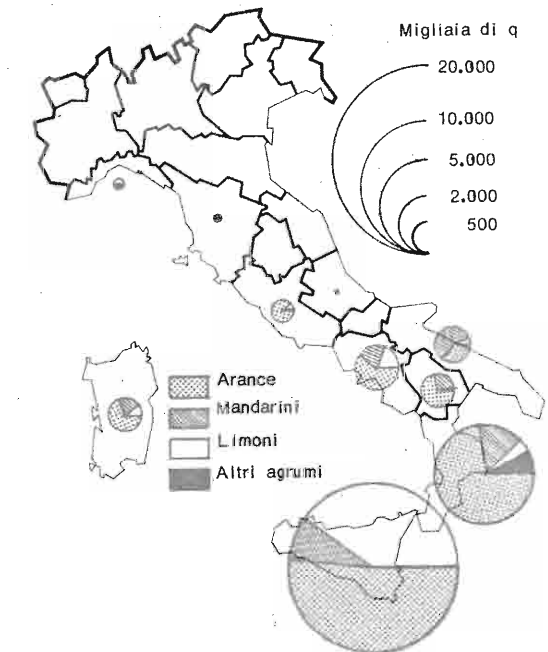 Migliaia di q
20.000
10.000
5.000
2.000
500
Arance
Mandarini
Limoni
Altri agrumi